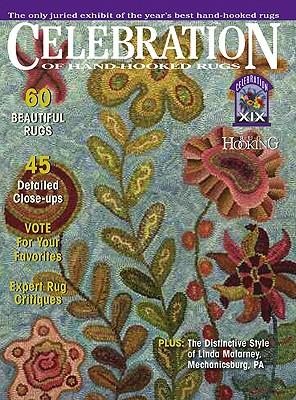 The only juried exhibit of the year's best hand-hooked rugs
CELEBRATION
OF HAND-HOOKED RUGS
60
BEAUTIFUL
RUGS
CELEBRATION
XIX
RUG
HOOKING
45
Detailed
Close-ups
VOTE
For Your
Favorites
Expert Rug
Critiques
PLUS: The Distinctive Style
of Linda Malarney,
Mechanicsburg, PA